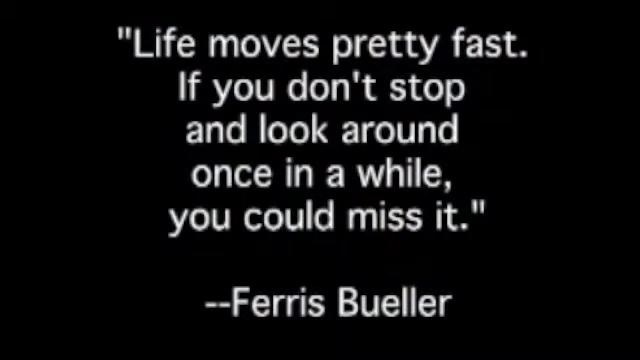 "Life moves pretty fast.
If you don't stop
and look around
once in a while,
you could miss it."
--Ferris Bueller